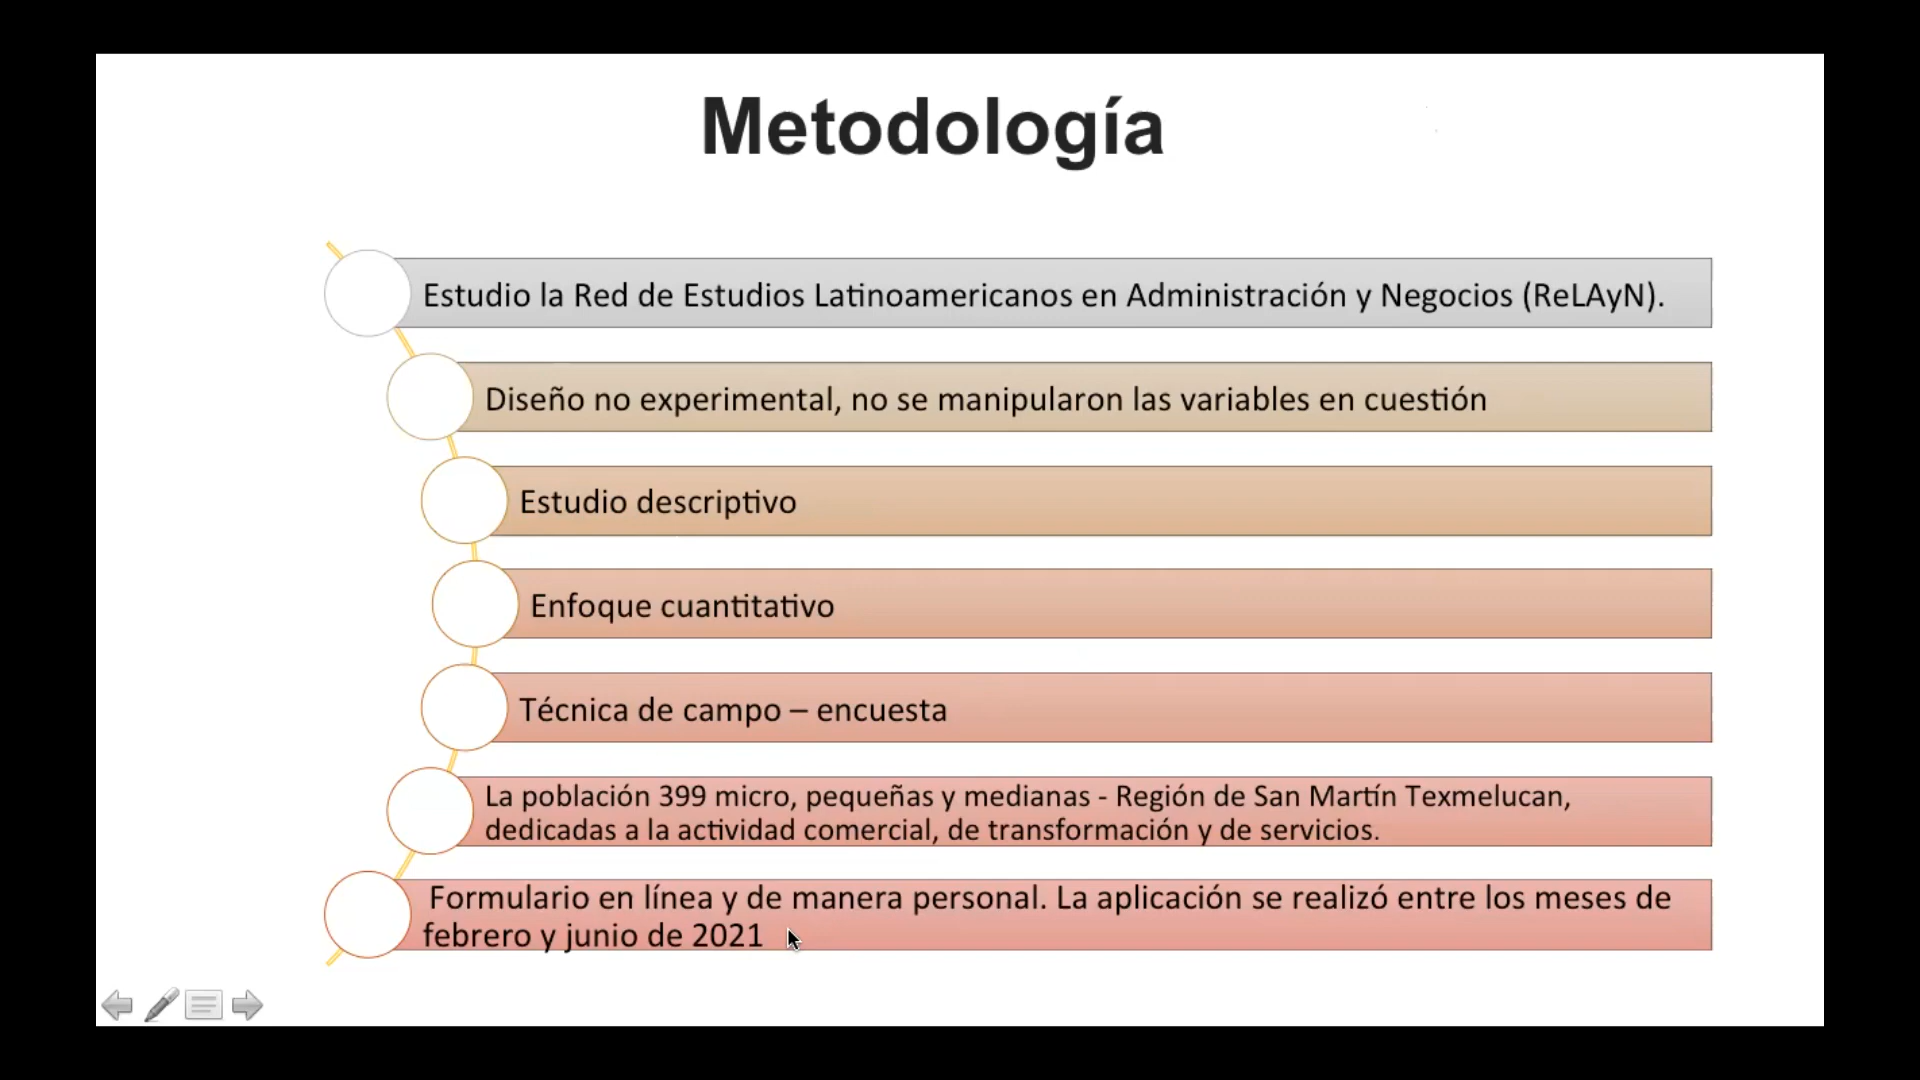 Metodología
Estudio la Red de Estudios Latinoamericanos en Administración y Negocios (ReLAyN).
Diseño no experimental, no se manipularon las variables en cuestión
Estudio descriptivo
Enfoque cuantitativo
Técnica de campo – encuesta
La población 399 micro, pequeñas y medianas - Región de San Martín Texmelucan,
dedicadas a la actividad comercial, de transformación y de servicios.
Formulario en línea y de manera personal. La aplicación se realizó entre los meses de
febrero y junio de 2021